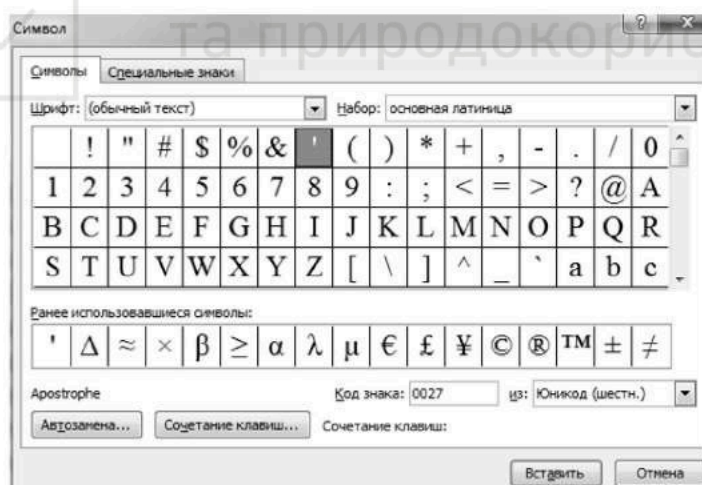 та природокорис
Символ
Символы Специальные знаки
Шрифт: (обычный текст) Набор: основная латиница
! " # $ % & ' ( ) * + , - . / 0
1 2 3 4 5 6 7 8 9 : ; < = > ? @ A
B C D E F G H I J K L M N O P Q R
S T U V W X Y Z [ \ ] ^ _ ` a b c
Ранее использовавшиеся символы:
' Δ ≈ × β ≥ α λ μ € £ ¥ © ® ™ ± ≠
Apostrophe Код знака: 0027 из: Юникод (шестн.)
Автозамена... Сочетание клавиш... Сочетание клавиш:
Вставить Отмена